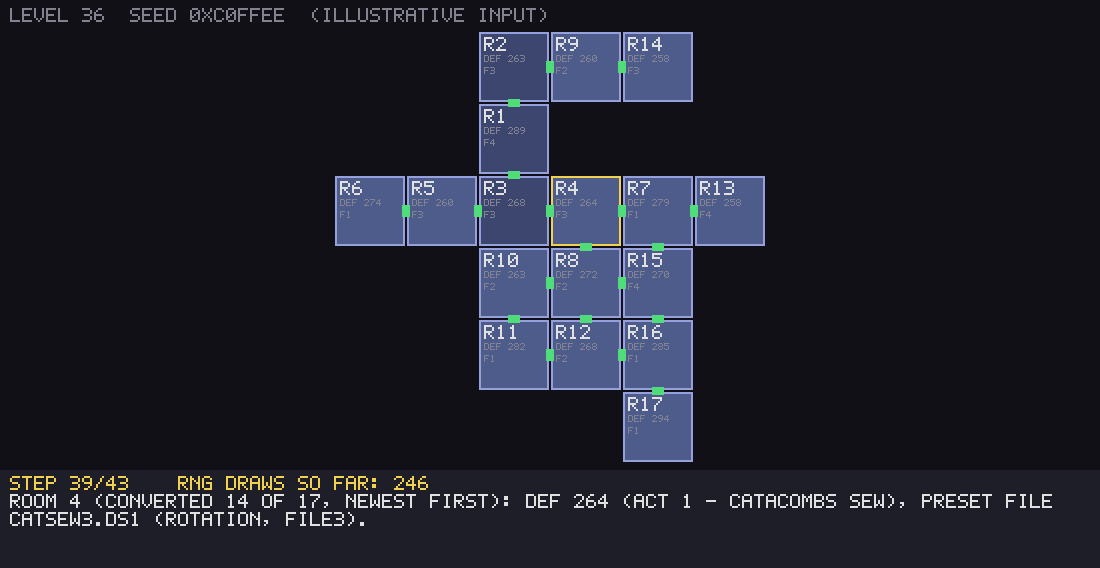 LEVEL 36 SEED 0XC0FFEE (ILLUSTRATIVE INPUT)
R2 R9 R14
DEF 263 DEF 260 DEF 258
F3 F2 F3
R1
DEF 289
F4
R6 R5 R3 R4 R7 R13
DEF 274 DEF 260 DEF 268 DEF 264 DEF 279 DEF 258
F1 F3 F3 F3 F1 F4
R10 R8 R15
DEF 263 DEF 272 DEF 270
F2 F2 F4
R11 R12 R16
DEF 282 DEF 268 DEF 285
F1 F2 F1
R17
DEF 294
F1
STEP 39/43 RNG DRAWS SO FAR: 246
ROOM 4 (CONVERTED 14 OF 17, NEWEST FIRST): DEF 264 (ACT 1 - CATACOMBS SEW), PRESET FILE
CATSEW3.DS1 (ROTATION, FILE3).